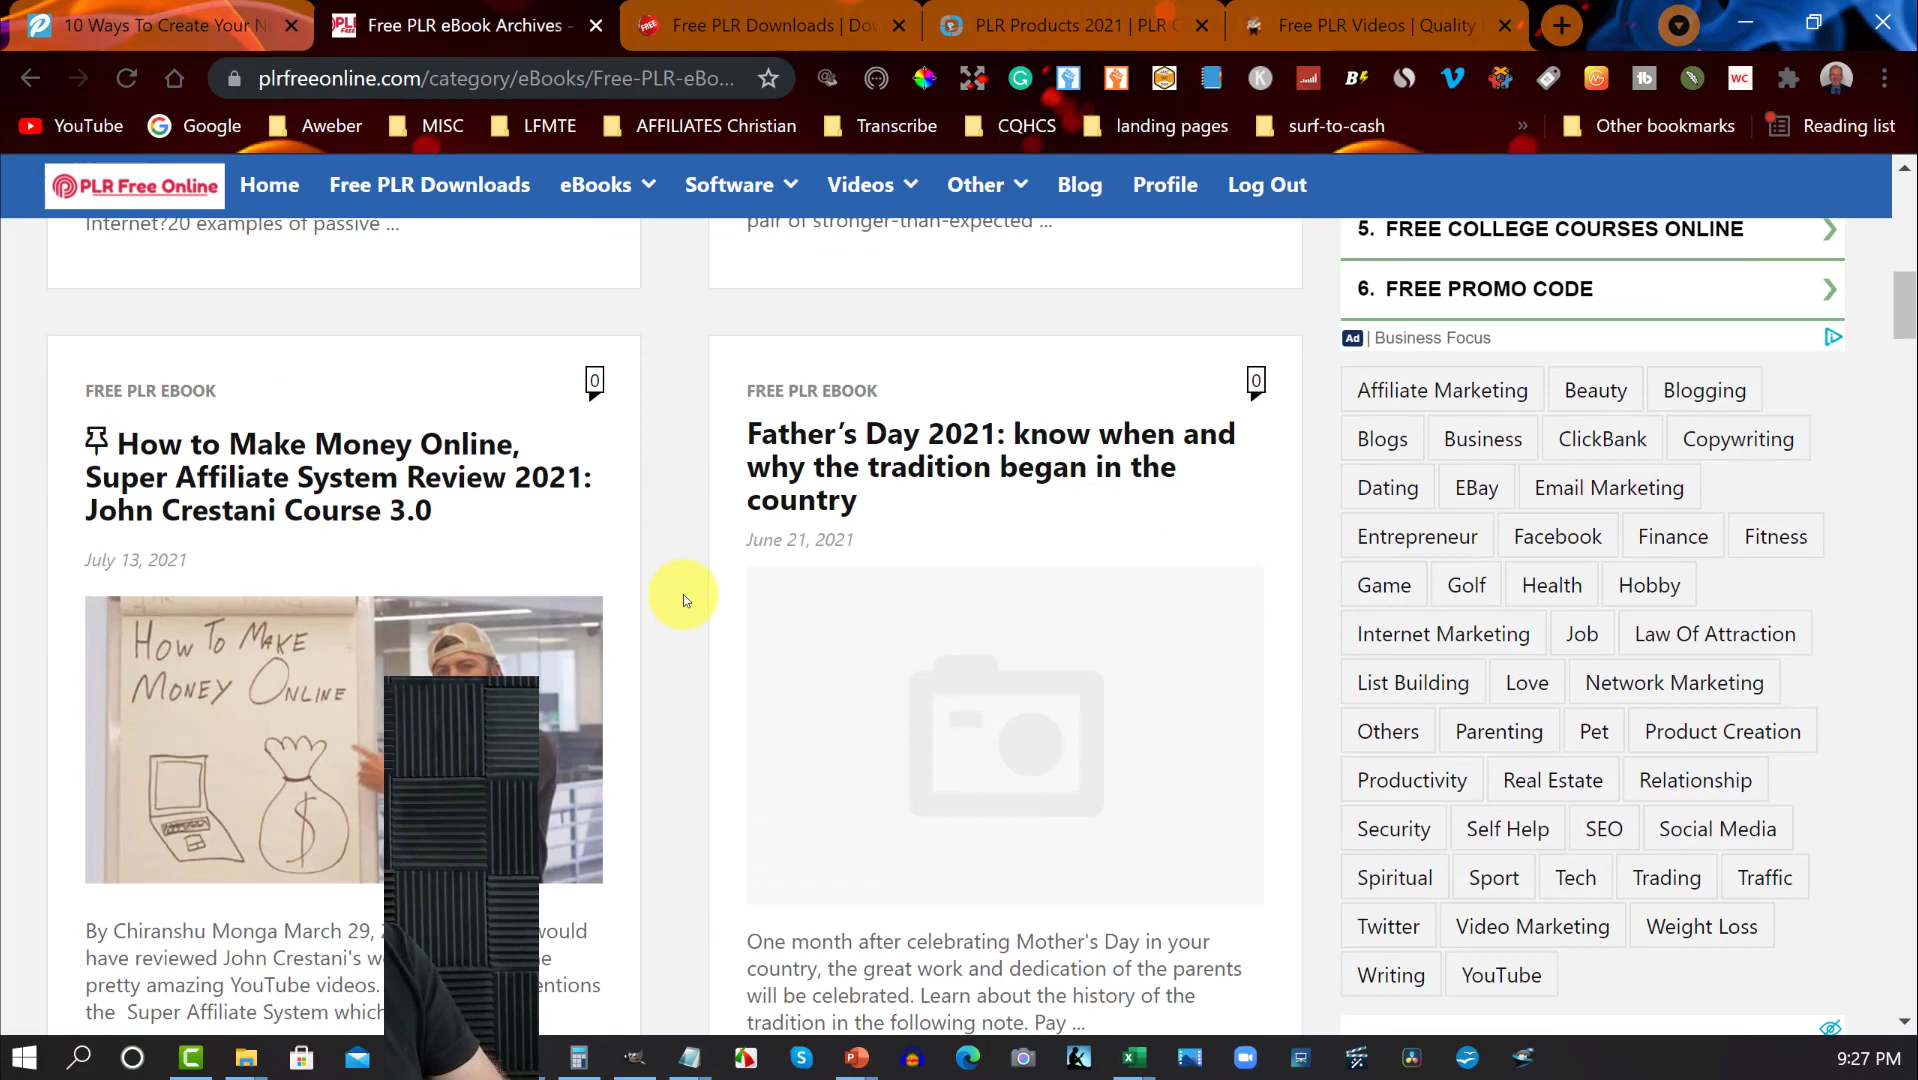 10 Ways To Create Your N
Free PLR eBook Archives -
Free PLR Downloads | Dow
PLR Products 2021 | PLR C
Free PLR Videos | Quality
plrfreeonline.com/category/eBooks/Free-PLR-eBo...
YouTube
Google
Aweber
MISC
LFMTE
AFFILIATES Christian
Transcribe
CQHCS
landing pages
surf-to-cash
»
Other bookmarks
Reading list
PLR Free Online
Home
Free PLR Downloads
eBooks
Software
Videos
Other
Blog
Profile
Log Out
Internet?20 examples of passive ...
pair of stronger-than-expected ...
FREE PLR EBOOK
0
How to Make Money Online,
Super Affiliate System Review 2021:
John Crestani Course 3.0
July 13, 2021
HOW TO MAKE
MONEY ONLINE
$
By Chiranshu Monga March 29, 2 would
have reviewed John Crestani's we e
pretty amazing YouTube videos. entions
the Super Affiliate System which
FREE PLR EBOOK
0
Father's Day 2021: know when and
why the tradition began in the
country
June 21, 2021
One month after celebrating Mother's Day in your
country, the great work and dedication of the parents
will be celebrated. Learn about the history of the
tradition in the following note. Pay ...
5. FREE COLLEGE COURSES ONLINE
6. FREE PROMO CODE
Ad | Business Focus
Affiliate Marketing Beauty Blogging
Blogs Business ClickBank Copywriting
Dating EBay Email Marketing
Entrepreneur Facebook Finance Fitness
Game Golf Health Hobby
Internet Marketing Job Law Of Attraction
List Building Love Network Marketing
Others Parenting Pet Product Creation
Productivity Real Estate Relationship
Security Self Help SEO Social Media
Spiritual Sport Tech Trading Traffic
Twitter Video Marketing Weight Loss
Writing YouTube
9:27 PM